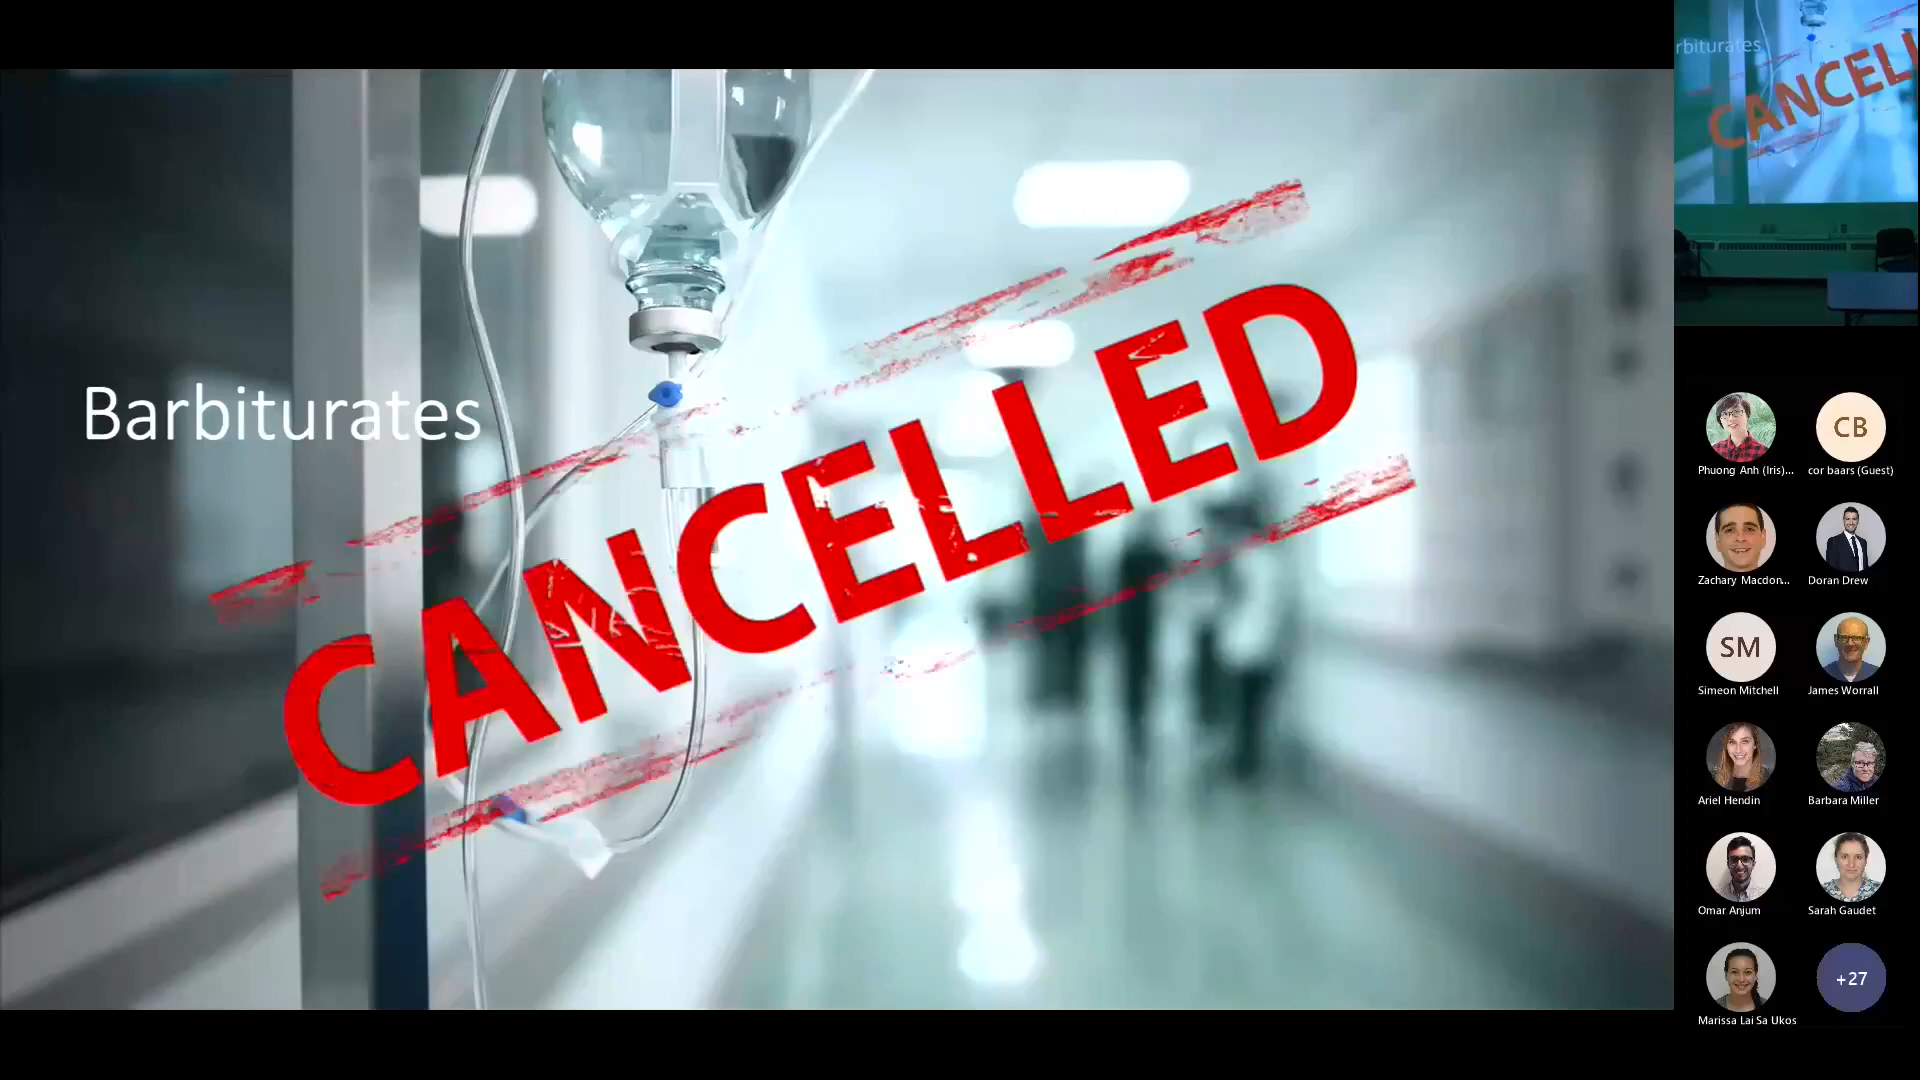 Barbiturates
CANCELLED
rbiturates
CANCELL
Phuong Anh (Iris)...
CB
cor baars (Guest)
Zachary Macdon...
Doran Drew
SM
Simeon Mitchell
James Worrall
Ariel Hendin
Barbara Miller
Omar Anjum
Sarah Gaudet
Marissa Lai Sa Ukos
+27